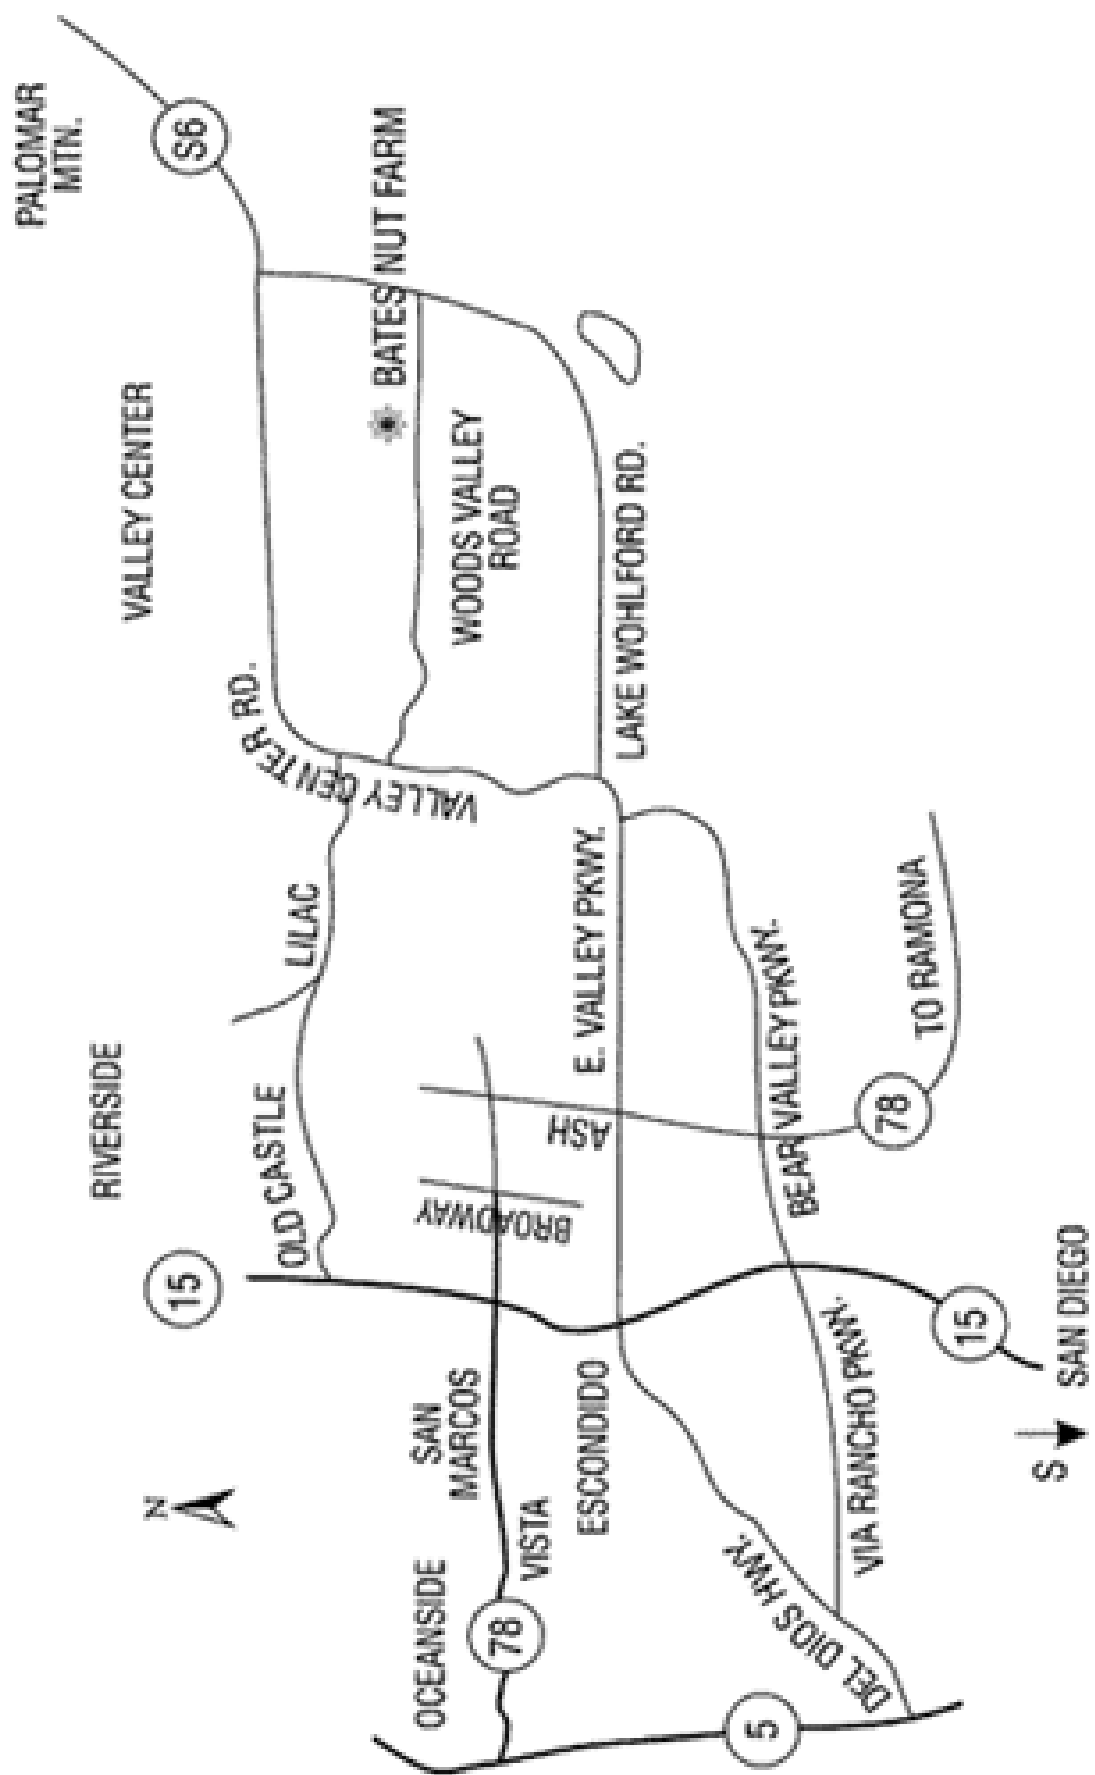 PALOMAR
MTN.
S6
VALLEY CENTER
RIVERSIDE
15
N
BATES NUT FARM
WOODS VALLEY
ROAD
VALLEY CENTER RD.
LILAC
OLD CASTLE
LAKE WOHLFORD RD.
E. VALLEY PKWY.
ASH
BROADWAY
SAN
MARCOS
VISTA
OCEANSIDE
78
ESCONDIDO
BEAR VALLEY PKWY.
78
TO RAMONA
VIA RANCHO PKWY.
DEL DIOS HWY.
5
15
S
SAN DIEGO